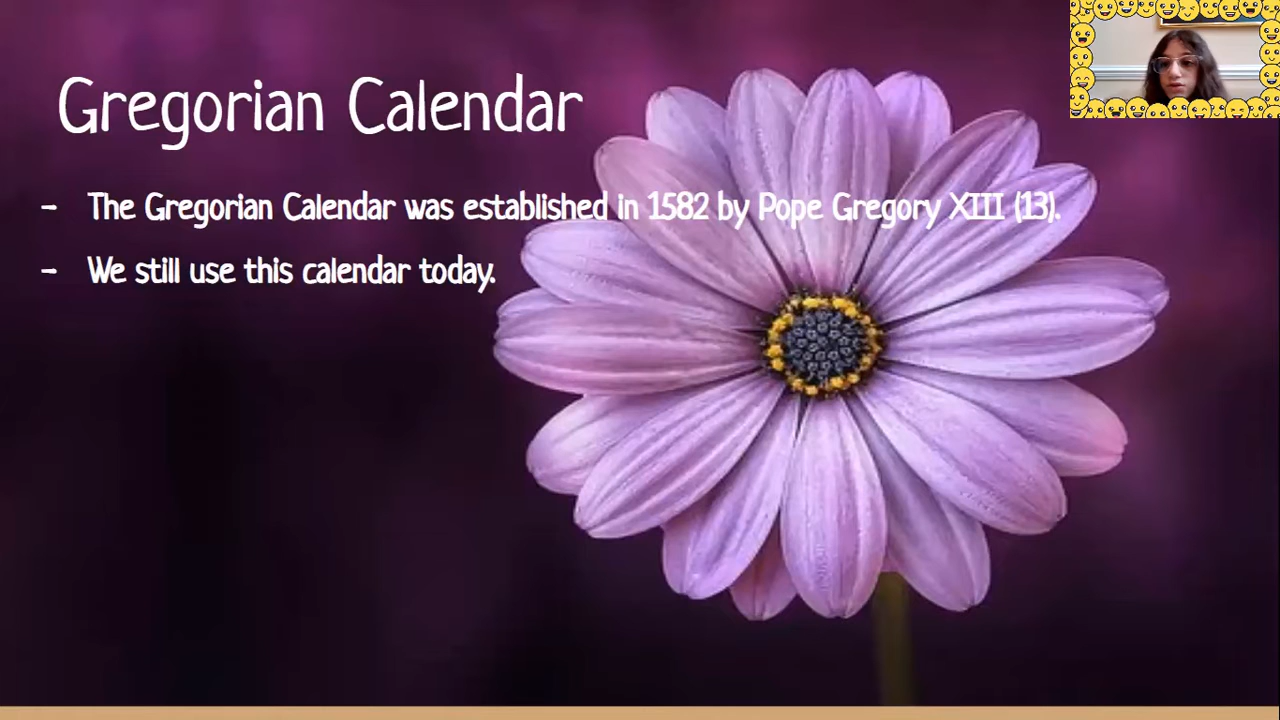 Gregorian Calendar
- The Gregorian Calendar was established in 1582 by Pope Gregory XIII (13).
- We still use this calendar today.